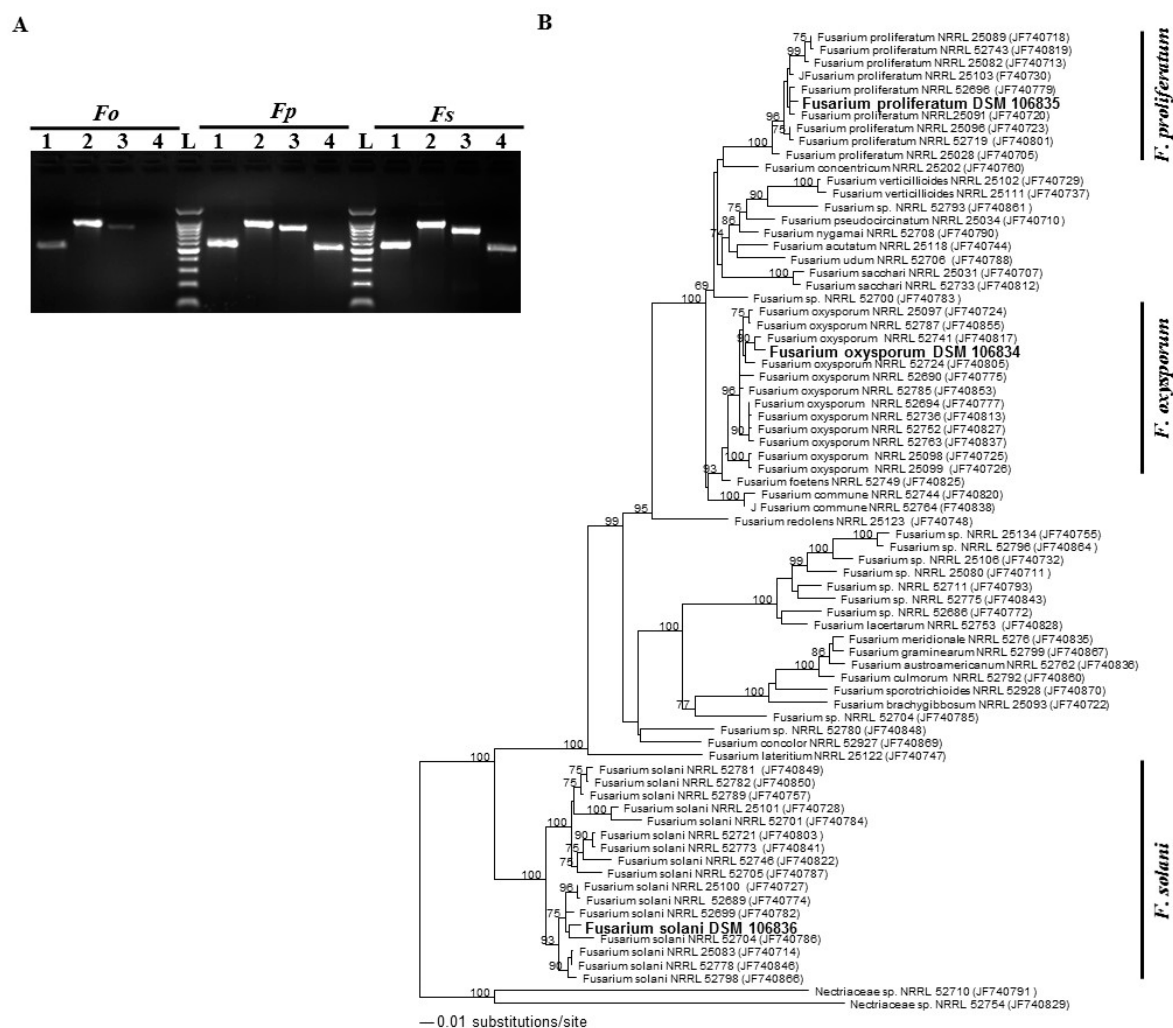 A
B
Fo Fp Fs
1 2 3 4 L 1 2 3 4 L 1 2 3 4
75 Fusarium proliferatum NRRL 25089 (JF740718)
Fusarium proliferatum NRRL 52743 (JF740819)
99 Fusarium proliferatum NRRL 25082 (JF740713)
JFusarium proliferatum NRRL 25103 (F740730)
Fusarium proliferatum NRRL 52696 (JF740779)
Fusarium proliferatum DSM 106835
96 Fusarium proliferatum NRRL25091 (JF740720)
75 Fusarium proliferatum NRRL 25096 (JF740723)
Fusarium proliferatum NRRL 52719 (JF740801)
100 Fusarium proliferatum NRRL 25028 (JF740705)
F. proliferatum
Fusarium concentricum NRRL 25202 (JF740760)
100 Fusarium verticillioides NRRL 25102 (JF740729)
90 Fusarium verticillioides NRRL 25111 (JF740737)
75 Fusarium sp. NRRL 52793 (JF740861)
86 Fusarium pseudocircinatum NRRL 25034 (JF740710)
74 Fusarium nygamai NRRL 52708 (JF740790)
Fusarium acutatum NRRL 25118 (JF740744)
Fusarium udum NRRL 52706 (JF740788)
100 Fusarium sacchari NRRL 25031 (JF740707)
Fusarium sacchari NRRL 52733 (JF740812)
69
100 Fusarium sp. NRRL 52700 (JF740783)
75 Fusarium oxysporum NRRL 25097 (JF740724)
Fusarium oxysporum NRRL 52787 (JF740855)
90 Fusarium oxysporum NRRL 52741 (JF740817)
Fusarium oxysporum DSM 106834
Fusarium oxysporum NRRL 52724 (JF740805)
Fusarium oxysporum NRRL 52690 (JF740775)
96 Fusarium oxysporum NRRL 52785 (JF740853)
Fusarium oxysporum NRRL 52694 (JF740777)
Fusarium oxysporum NRRL 52736 (JF740813)
90 Fusarium oxysporum NRRL 52752 (JF740827)
Fusarium oxysporum NRRL 52763 (JF740837)
100 Fusarium oxysporum NRRL 25098 (JF740725)
93 Fusarium oxysporum NRRL 25099 (JF740726)
F. oxysporum
Fusarium foetens NRRL 52749 (JF740825)
100 Fusarium commune NRRL 52744 (JF740820)
J Fusarium commune NRRL 52764 (F740838)
95 Fusarium redolens NRRL 25123 (JF740748)
99
100 Fusarium sp. NRRL 25134 (JF740755)
100 Fusarium sp. NRRL 52796 (JF740864)
99 Fusarium sp. NRRL 25106 (JF740732)
Fusarium sp. NRRL 25080 (JF740711)
Fusarium sp. NRRL 52711 (JF740793)
100 Fusarium sp. NRRL 52775 (JF740843)
Fusarium sp. NRRL 52686 (JF740772)
100 Fusarium lacertarum NRRL 52753 (JF740828)
Fusarium meridionale NRRL 5276 (JF740835)
86 Fusarium graminearum NRRL 52799 (JF740867)
100 Fusarium austroamericanum NRRL 52762 (JF740836)
Fusarium culmorum NRRL 52792 (JF740860)
100 Fusarium sporotrichioides NRRL 52928 (JF740870)
77 Fusarium brachygibbosum NRRL 25093 (JF740722)
Fusarium sp. NRRL 52704 (JF740785)
Fusarium sp. NRRL 52780 (JF740848)
100 Fusarium concolor NRRL 52927 (JF740869)
100 Fusarium lateritium NRRL 25122 (JF740747)
75 Fusarium solani NRRL 52781 (JF740849)
75 Fusarium solani NRRL 52782 (JF740850)
Fusarium solani NRRL 52789 (JF740757)
100 Fusarium solani NRRL 25101 (JF740728)
100 Fusarium solani NRRL 52701 (JF740784)
90 Fusarium solani NRRL 52721 (JF740803)
75 Fusarium solani NRRL 52773 (JF740841)
75 Fusarium solani NRRL 52746 (JF740822)
Fusarium solani NRRL 52705 (JF740787)
100 96 Fusarium solani NRRL 25100 (JF740727)
Fusarium solani NRRL 52689 (JF740774)
75 Fusarium solani NRRL 52699 (JF740782)
Fusarium solani DSM 106836
93 Fusarium solani NRRL 52704 (JF740786)
Fusarium solani NRRL 25083 (JF740714)
90 Fusarium solani NRRL 52778 (JF740846)
Fusarium solani NRRL 52798 (JF740866)
F. solani
100 Nectriaceae sp. NRRL 52710 (JF740791)
Nectriaceae sp. NRRL 52754 (JF740829)
0.01 substitutions/site